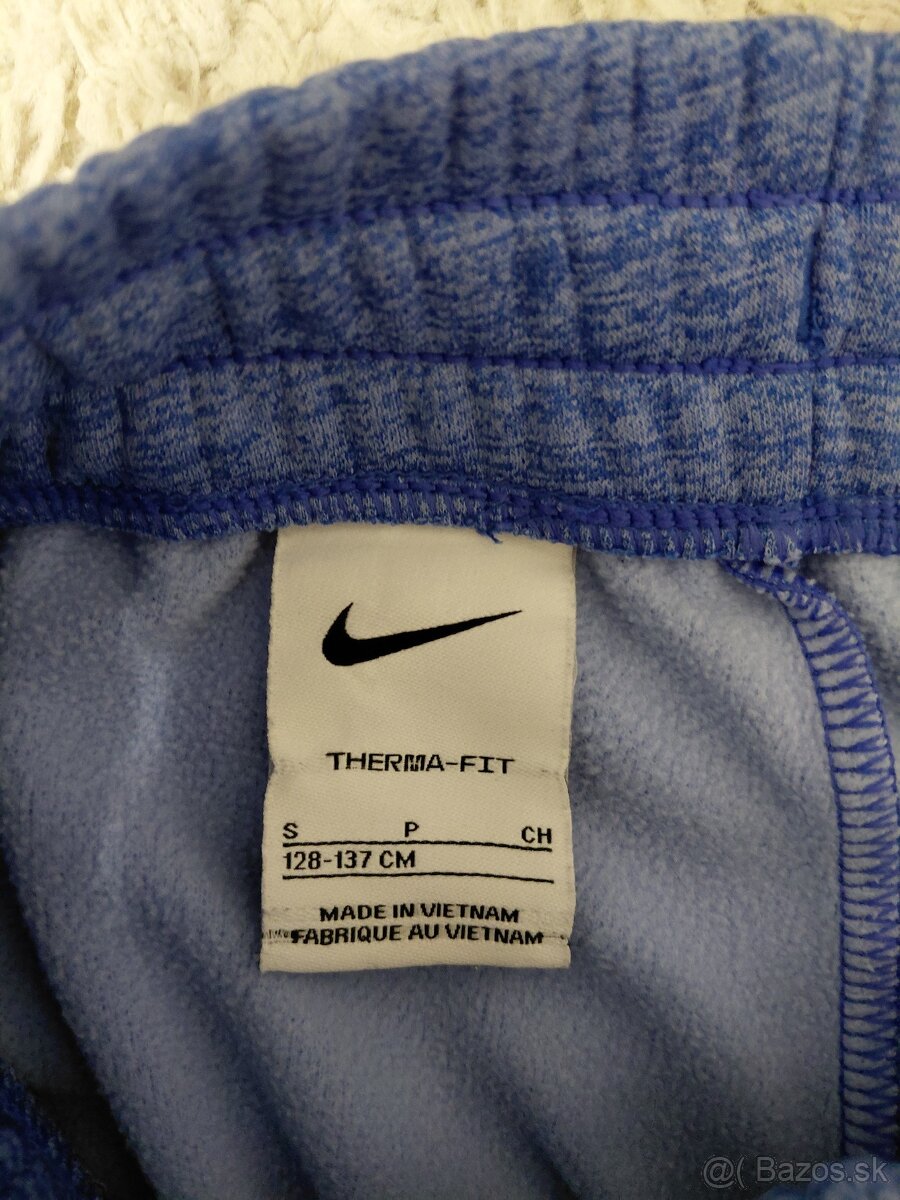 THERMA-FIT
S P CH
128-137 CM
MADE IN VIETNAM
FABRIQUE AU VIETNAM
@( Bazos.sk